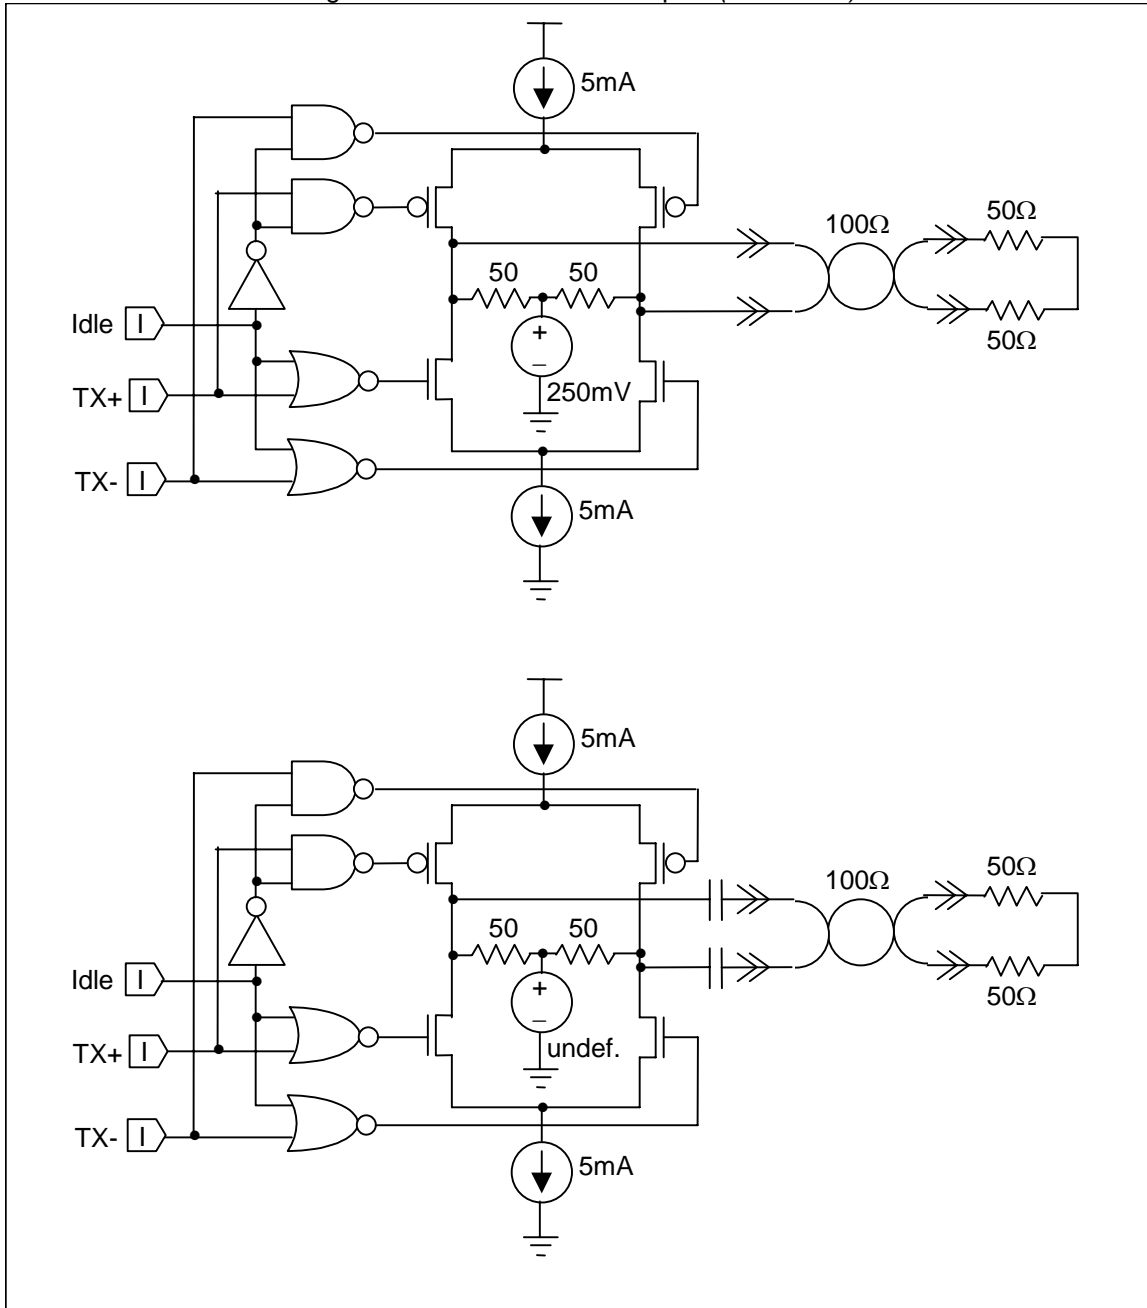 5mA
100Ω
50Ω
50 50
Idle I
50Ω
TX+ I
250mV
TX- I
5mA
5mA
100Ω
50Ω
50 50
Idle I
50Ω
TX+ I
undef.
TX- I
5mA